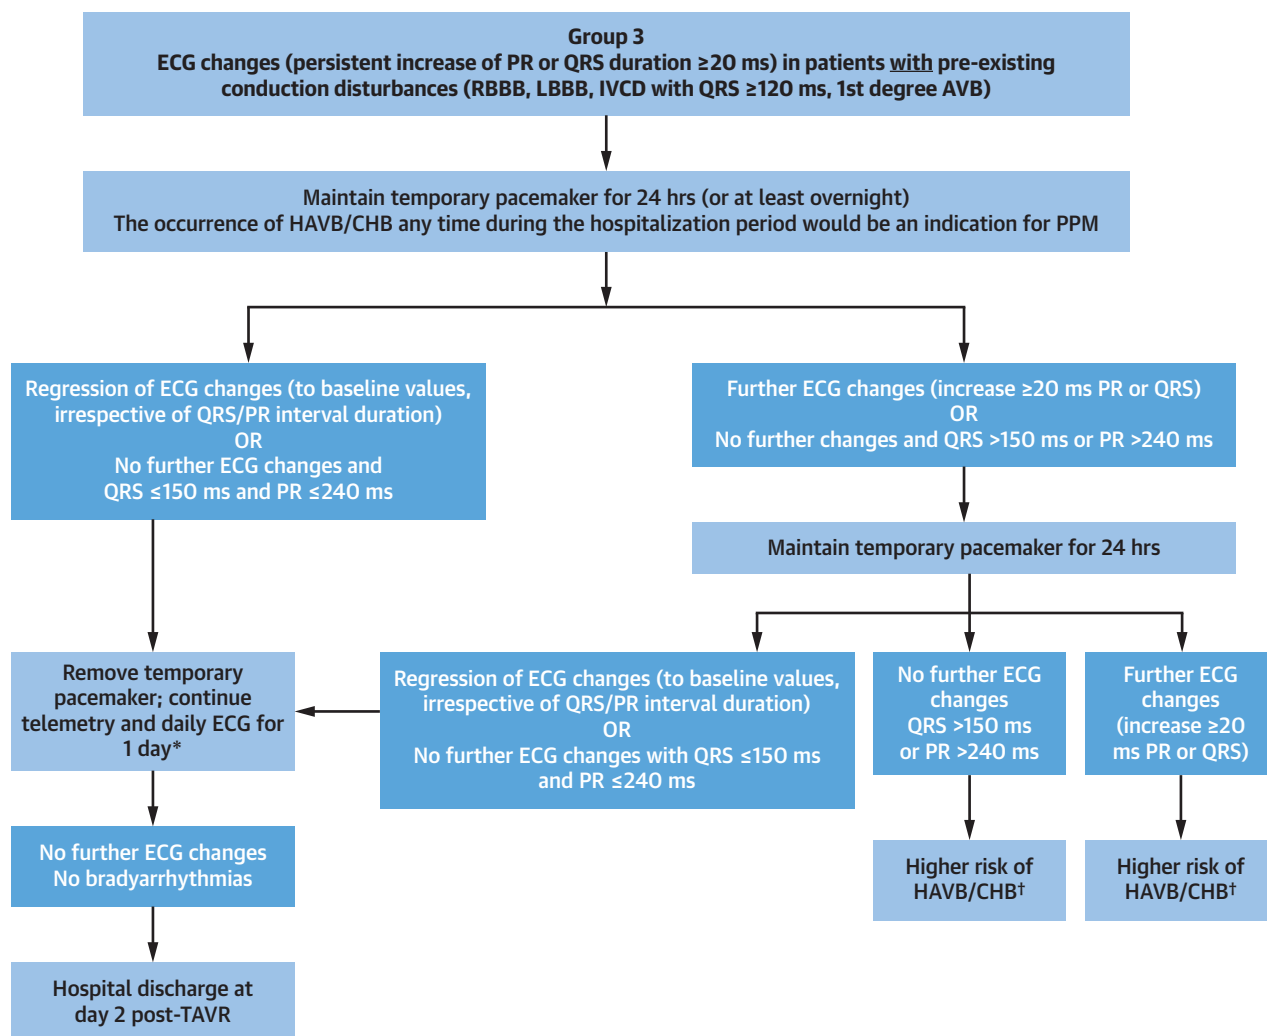 Group 3
ECG changes (persistent increase of PR or QRS duration ≥20 ms) in patients with pre-existing
conduction disturbances (RBBB, LBBB, IVCD with QRS ≥120 ms, 1st degree AVB)
Maintain temporary pacemaker for 24 hrs (or at least overnight)
The occurrence of HAVB/CHB any time during the hospitalization period would be an indication for PPM
Regression of ECG changes (to baseline values,
irrespective of QRS/PR interval duration)
OR
No further ECG changes and
QRS ≤150 ms and PR ≤240 ms
Further ECG changes (increase ≥20 ms PR or QRS)
OR
No further changes and QRS >150 ms or PR >240 ms
Maintain temporary pacemaker for 24 hrs
Remove temporary
pacemaker; continue
telemetry and daily ECG for
1 day*
Regression of ECG changes (to baseline values,
irrespective of QRS/PR interval duration)
OR
No further ECG changes with QRS ≤150 ms
and PR ≤240 ms
No further ECG
changes
QRS >150 ms
or PR >240 ms
Further ECG
changes
(increase ≥20
ms PR or QRS)
No further ECG changes
No bradyarrhythmias
Higher risk of
HAVB/CHB†
Higher risk of
HAVB/CHB†
Hospital discharge at
day 2 post-TAVR